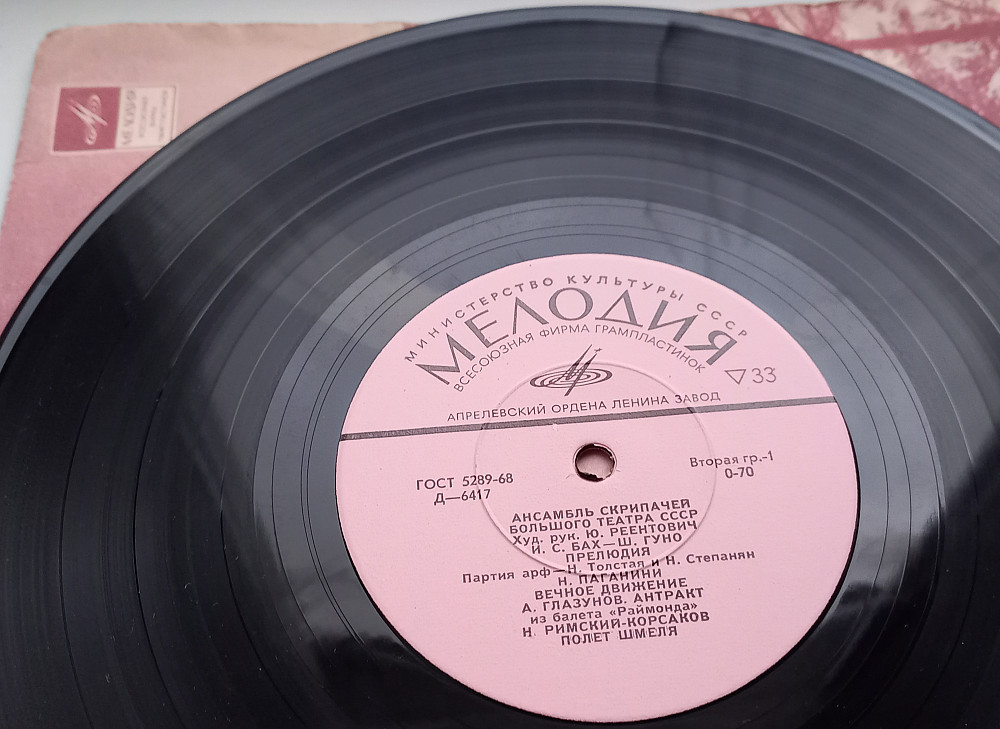 МЕЛОДИЯ
МИНИСТЕРСТВО КУЛЬТУРЫ СССР
МЕЛОДИЯ
ВСЕСОЮЗНАЯ ФИРМА ГРАМПЛАСТИНОК
33
АПРЕЛЕВСКИЙ ОРДЕНА ЛЕНИНА ЗАВОД
ГОСТ 5289-68
Д—6417
Вторая гр.-1
0-70
АНСАМБЛЬ СКРИПАЧЕЙ
БОЛЬШОГО ТЕАТРА СССР
Худ. рук. Ю. РЕЕНТОВИЧ
И. С. БАХ—Ш. ГУНО
ПРЕЛЮДИЯ
Партия арф—Н. Толстая и Н. Степанян
Н. ПАГАНИНИ
ВЕЧНОЕ ДВИЖЕНИЕ
А. ГЛАЗУНОВ. АНТРАКТ
из балета «Раймонда»
Н. РИМСКИЙ-КОРСАКОВ
ПОЛЕТ ШМЕЛЯ